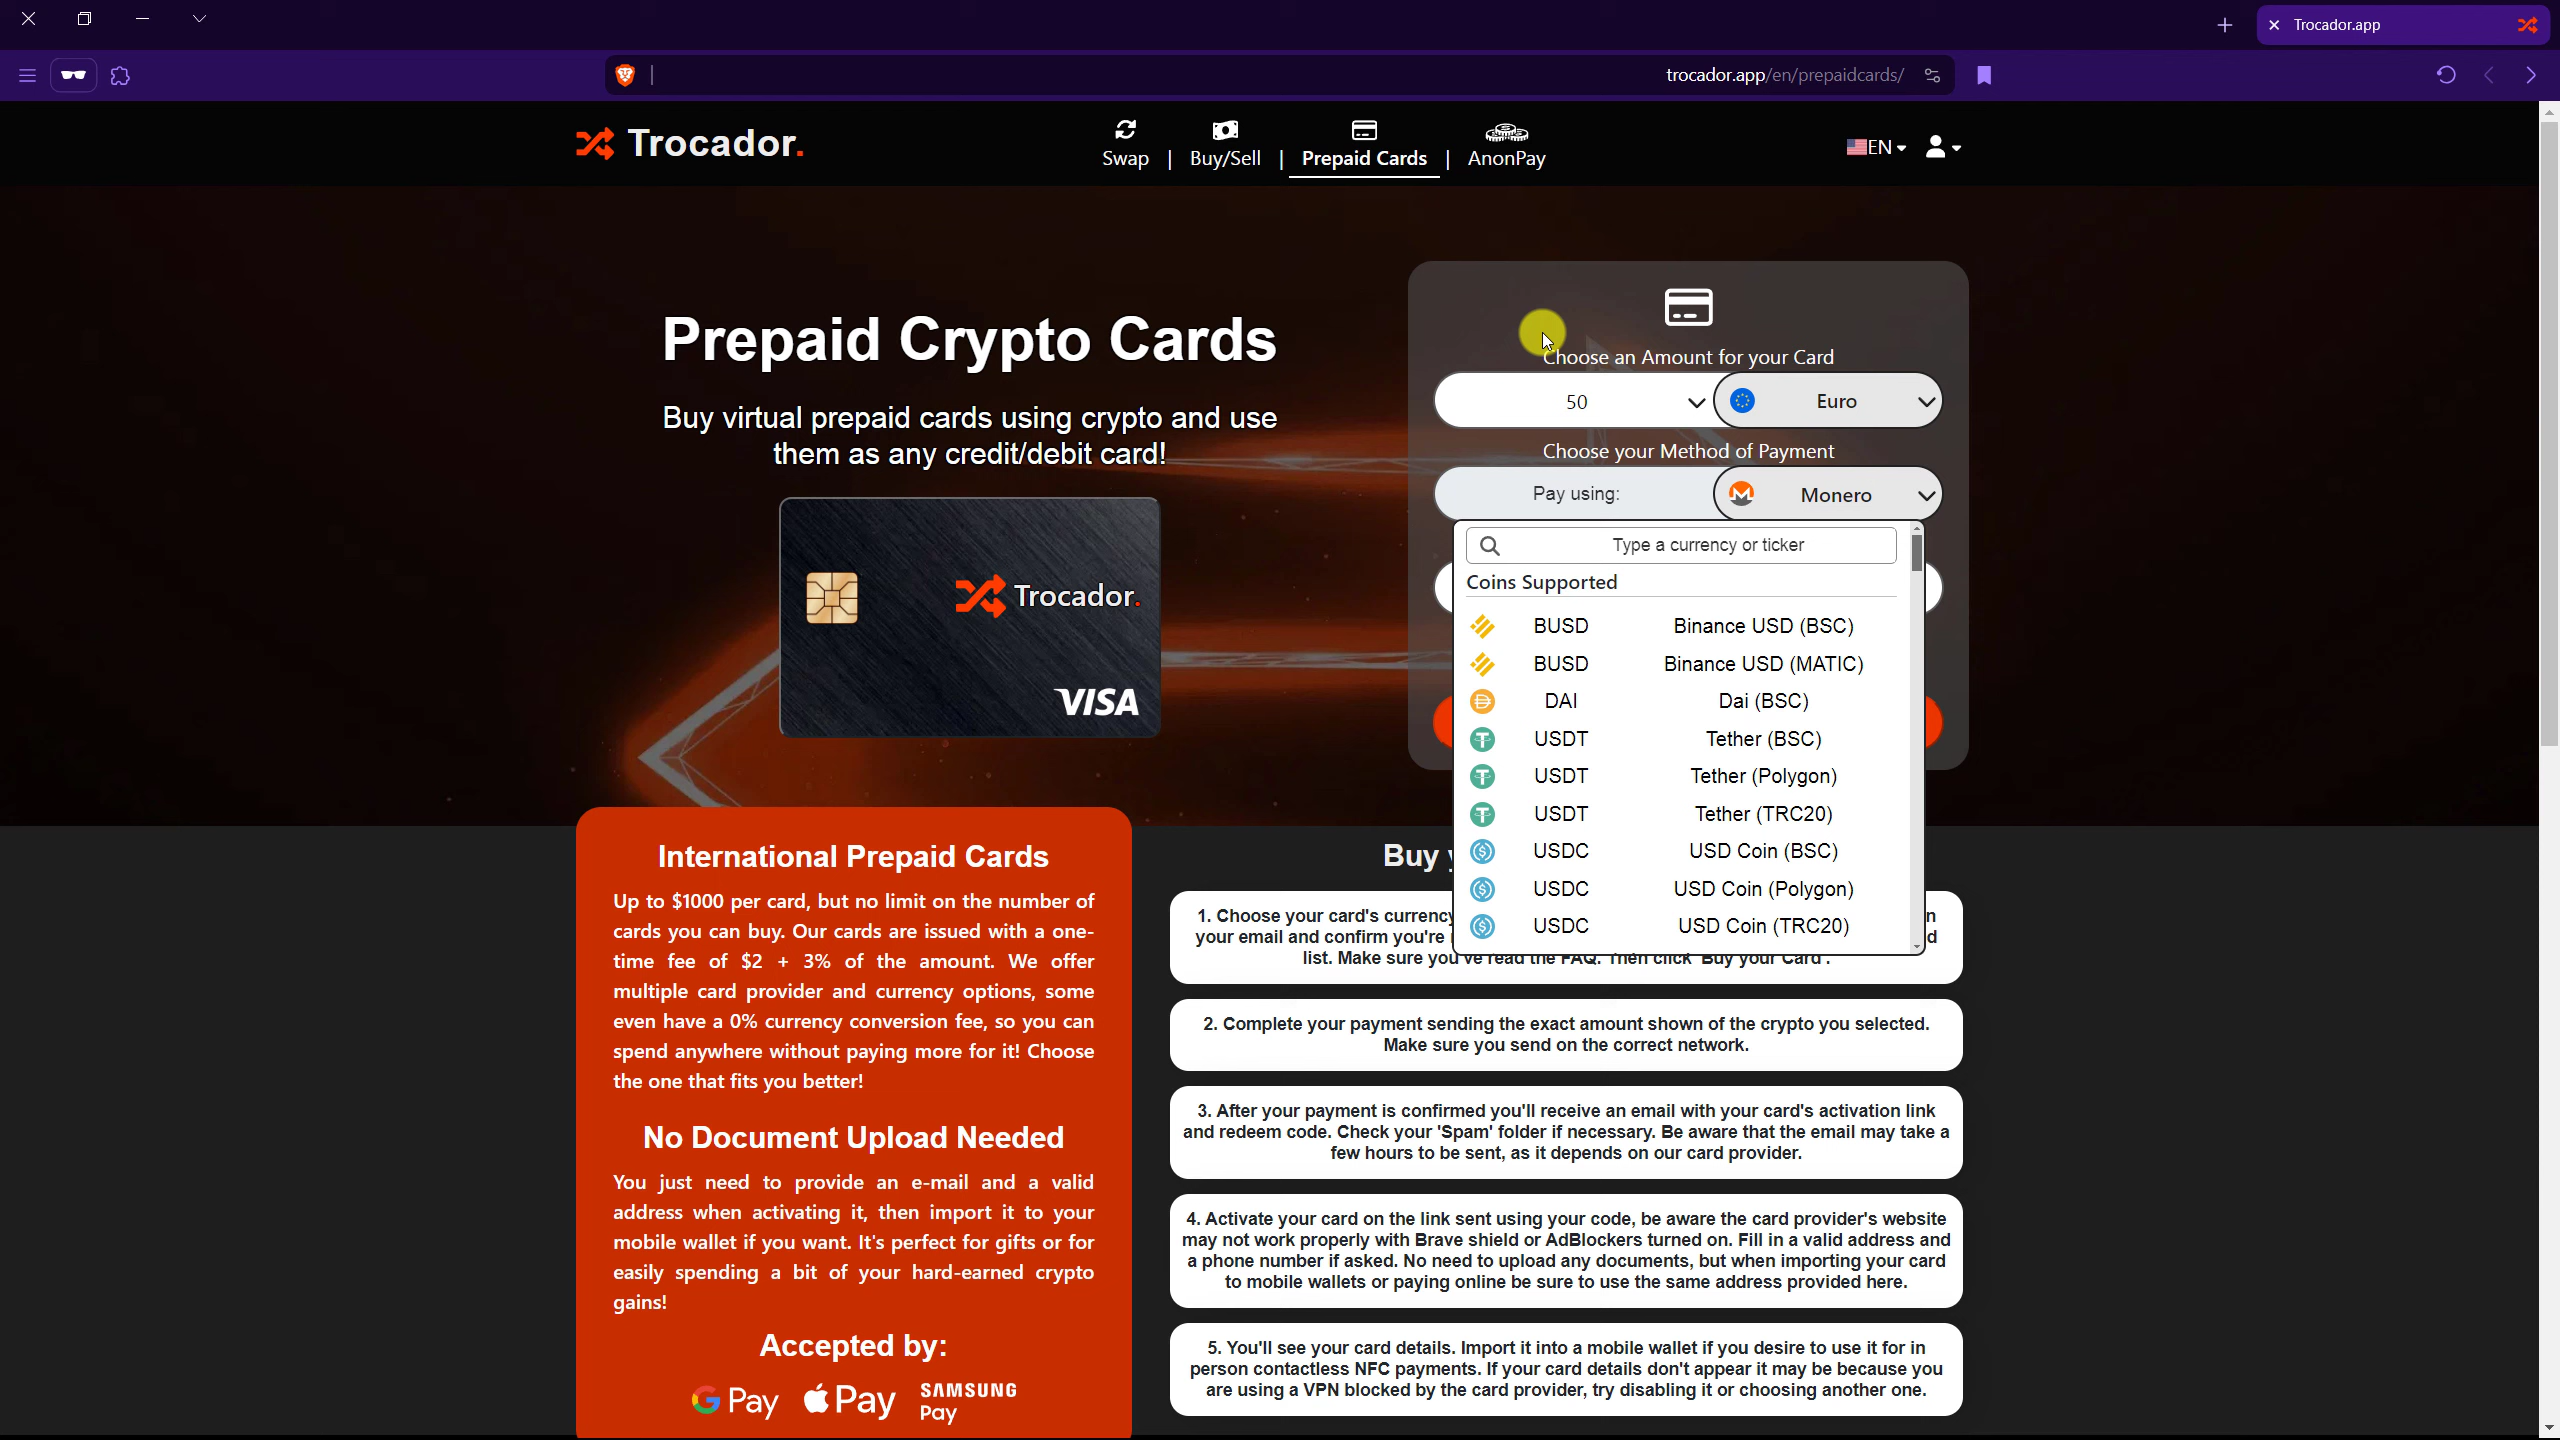 Trocador.app
trocador.app/en/prepaidcards/
Trocador.
Swap | Buy/Sell | Prepaid Cards | AnonPay
EN
Prepaid Crypto Cards
Buy virtual prepaid cards using crypto and use
them as any credit/debit card!
Trocador.
VISA
Choose an Amount for your Card
50
Euro
Choose your Method of Payment
Pay using:
Monero
Type a currency or ticker
Coins Supported
BUSD Binance USD (BSC)
BUSD Binance USD (MATIC)
DAI Dai (BSC)
USDT Tether (BSC)
USDT Tether (Polygon)
USDT Tether (TRC20)
USDC USD Coin (BSC)
USDC USD Coin (Polygon)
USDC USD Coin (TRC20)
International Prepaid Cards
Up to $1000 per card, but no limit on the number of
cards you can buy. Our cards are issued with a one-
time fee of $2 + 3% of the amount. We offer
multiple card provider and currency options, some
even have a 0% currency conversion fee, so you can
spend anywhere without paying more for it! Choose
the one that fits you better!
No Document Upload Needed
You just need to provide an e-mail and a valid
address when activating it, then import it to your
mobile wallet if you want. It's perfect for gifts or for
easily spending a bit of your hard-earned crypto
gains!
Accepted by:
G Pay
Pay
SAMSUNG
Pay
Buy
1. Choose your card's currency
your email and confirm you're
list. Make sure you've read the FAQ. Then click 'Buy your Card'.
2. Complete your payment sending the exact amount shown of the crypto you selected.
Make sure you send on the correct network.
3. After your payment is confirmed you'll receive an email with your card's activation link
and redeem code. Check your 'Spam' folder if necessary. Be aware that the email may take a
few hours to be sent, as it depends on our card provider.
4. Activate your card on the link sent using your code, be aware the card provider's website
may not work properly with Brave shield or AdBlockers turned on. Fill in a valid address and
a phone number if asked. No need to upload any documents, but when importing your card
to mobile wallets or paying online be sure to use the same address provided here.
5. You'll see your card details. Import it into a mobile wallet if you desire to use it for in
person contactless NFC payments. If your card details don't appear it may be because you
are using a VPN blocked by the card provider, try disabling it or choosing another one.